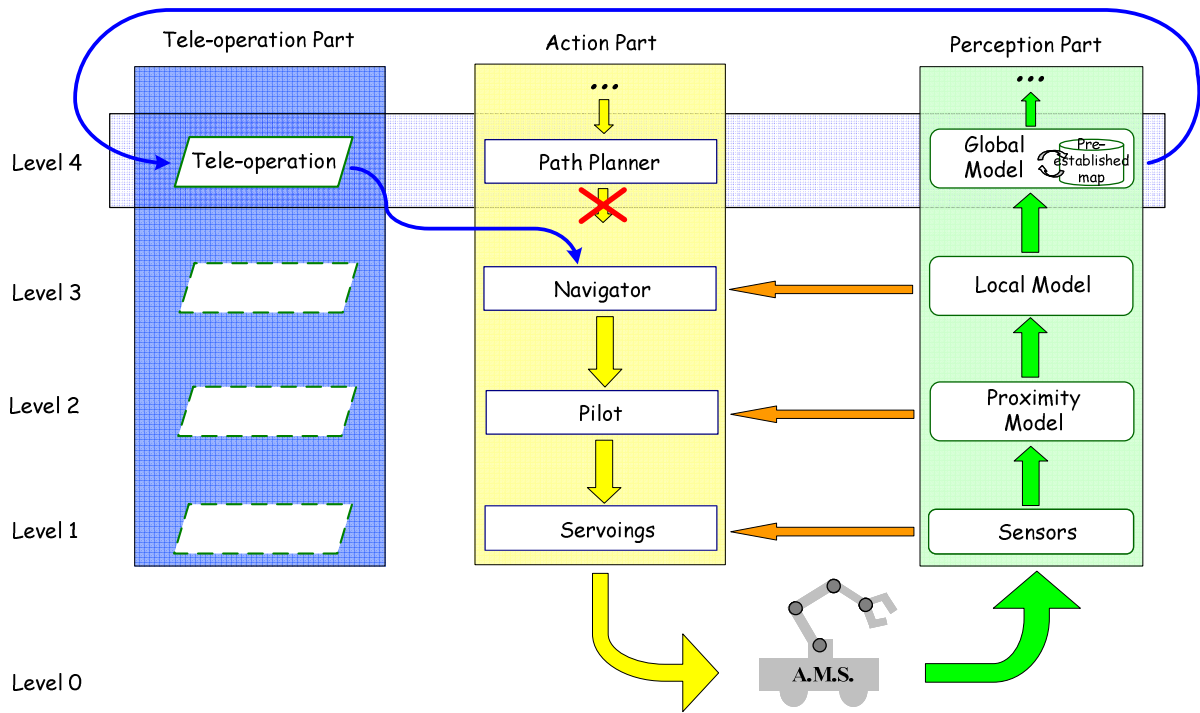 Tele-operation Part
Action Part
Perception Part
...
...
Level 4
Tele-operation
Path Planner
Global
Model
Pre-
established
map
Level 3
Navigator
Local Model
Level 2
Pilot
Proximity
Model
Level 1
Servoings
Sensors
Level 0
A.M.S.